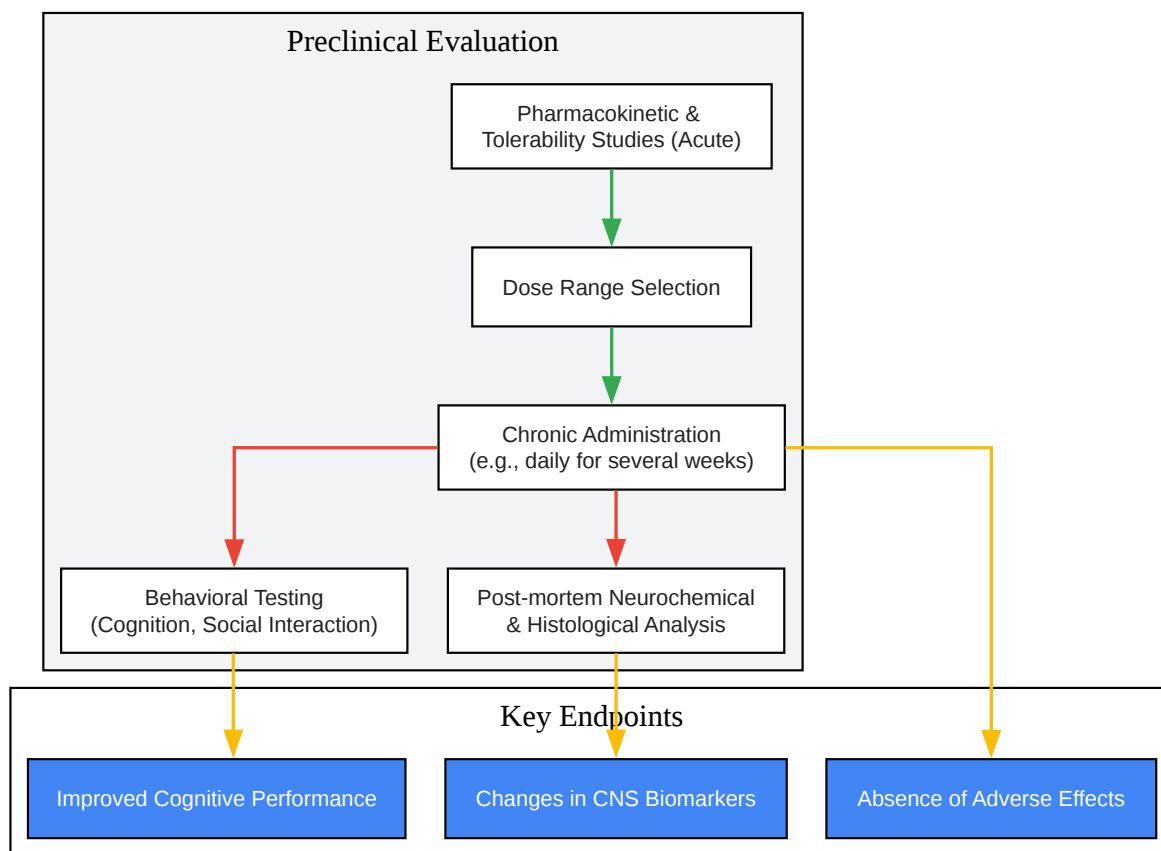 Preclinical Evaluation
Pharmacokinetic &
Tolerability Studies (Acute)
Dose Range Selection
Chronic Administration
(e.g., daily for several weeks)
Behavioral Testing
(Cognition, Social Interaction)
Post-mortem Neurochemical
& Histological Analysis
Key Endpoints
Improved Cognitive Performance
Changes in CNS Biomarkers
Absence of Adverse Effects